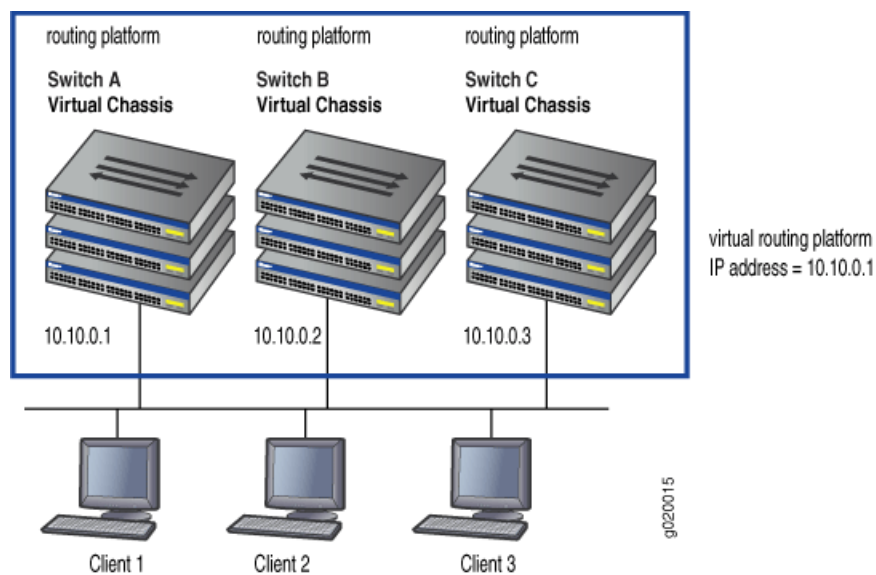 routing platform
routing platform
routing platform
Switch A
Virtual Chassis
Switch B
Virtual Chassis
Switch C
Virtual Chassis
virtual routing platform
IP address = 10.10.0.1
10.10.0.1
10.10.0.2
10.10.0.3
Client 1
Client 2
Client 3
g020015